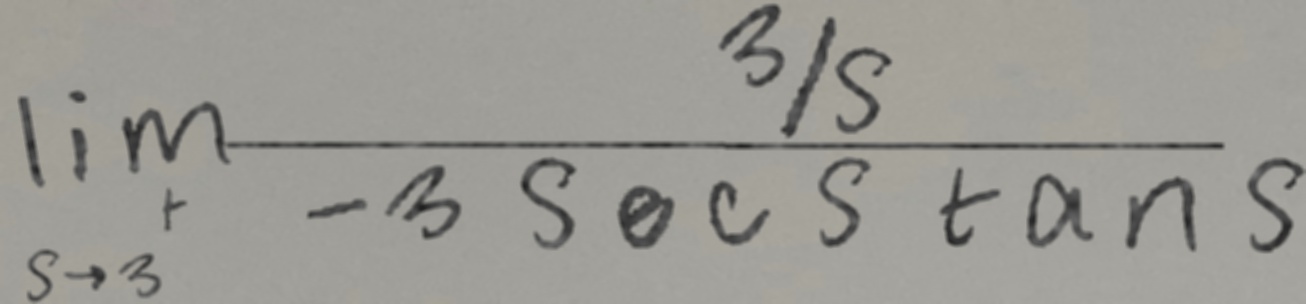 lim s→3⁺ (3/s)/(-3 sec s tan s)